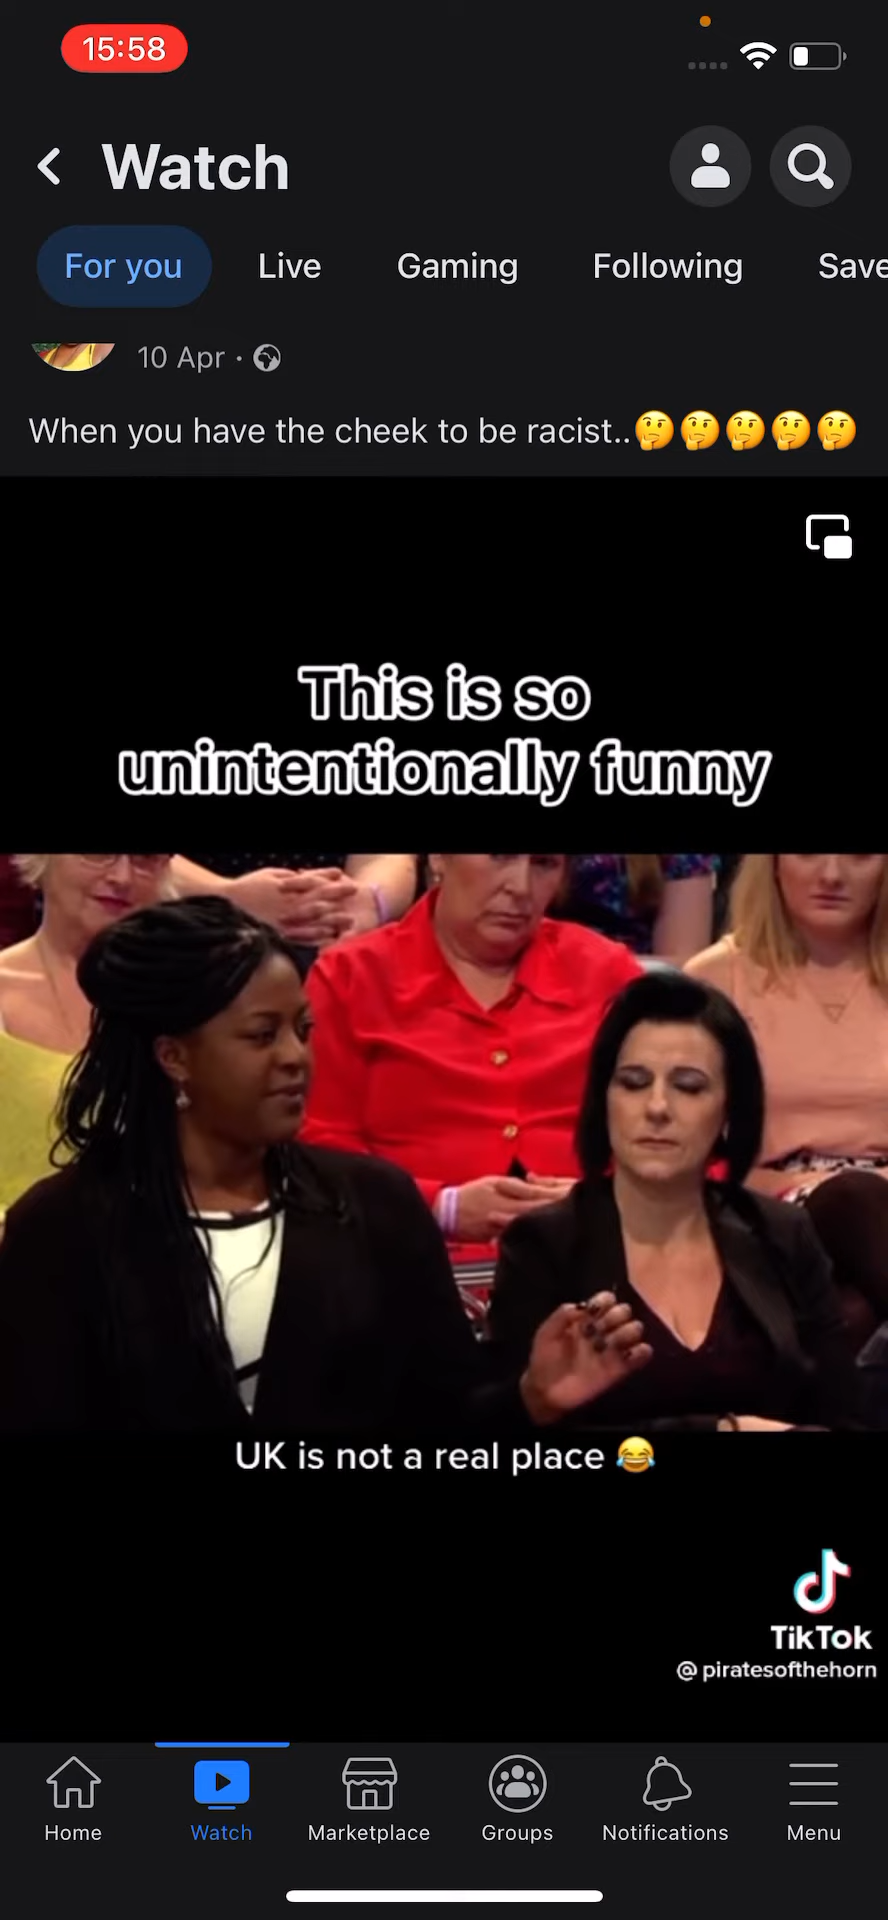 15:58
Watch
For you Live Gaming Following Save
10 Apr ·
When you have the cheek to be racist..🤔🤔🤔🤔🤔
This is so
unintentionally funny
UK is not a real place 😂
TikTok
@piratesofthehorn
Home Watch Marketplace Groups Notifications Menu